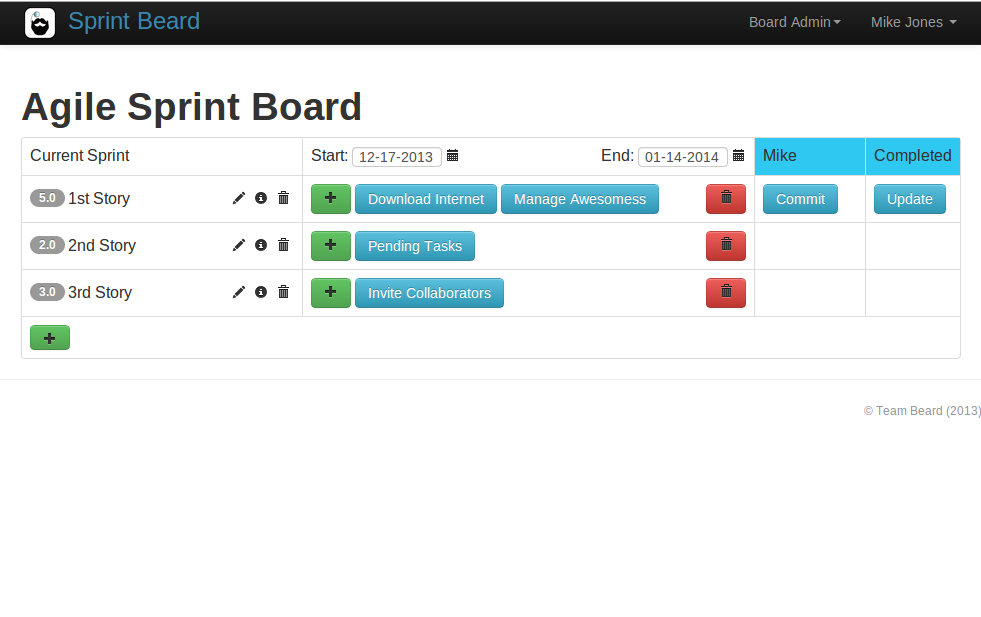 Sprint Beard Board Admin Mike Jones
Agile Sprint Board
Current Sprint Start: 12-17-2013 End: 01-14-2014 Mike Completed
5.0 1st Story Download Internet Manage Awesomess Commit Update
2.0 2nd Story Pending Tasks
3.0 3rd Story Invite Collaborators
© Team Beard (2013)